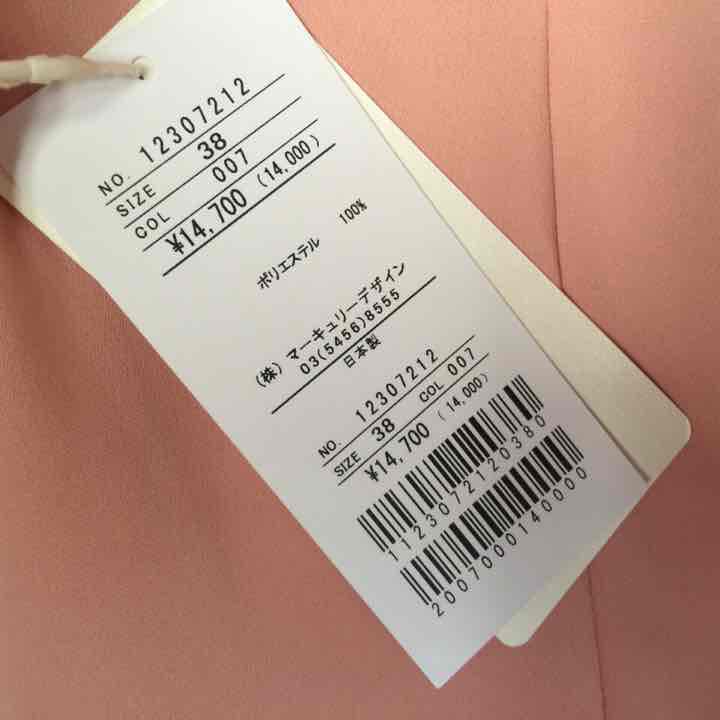 NO. 12307212
SIZE 38
COL 007
¥14,700 (14,000)
ポリエステル 100%
(株) マーキュリーデザイン
03(5456)8555
日本製
NO. 12307212
SIZE 38 COL 007
¥14,700 (14,000)
1123072120380
2007000140000